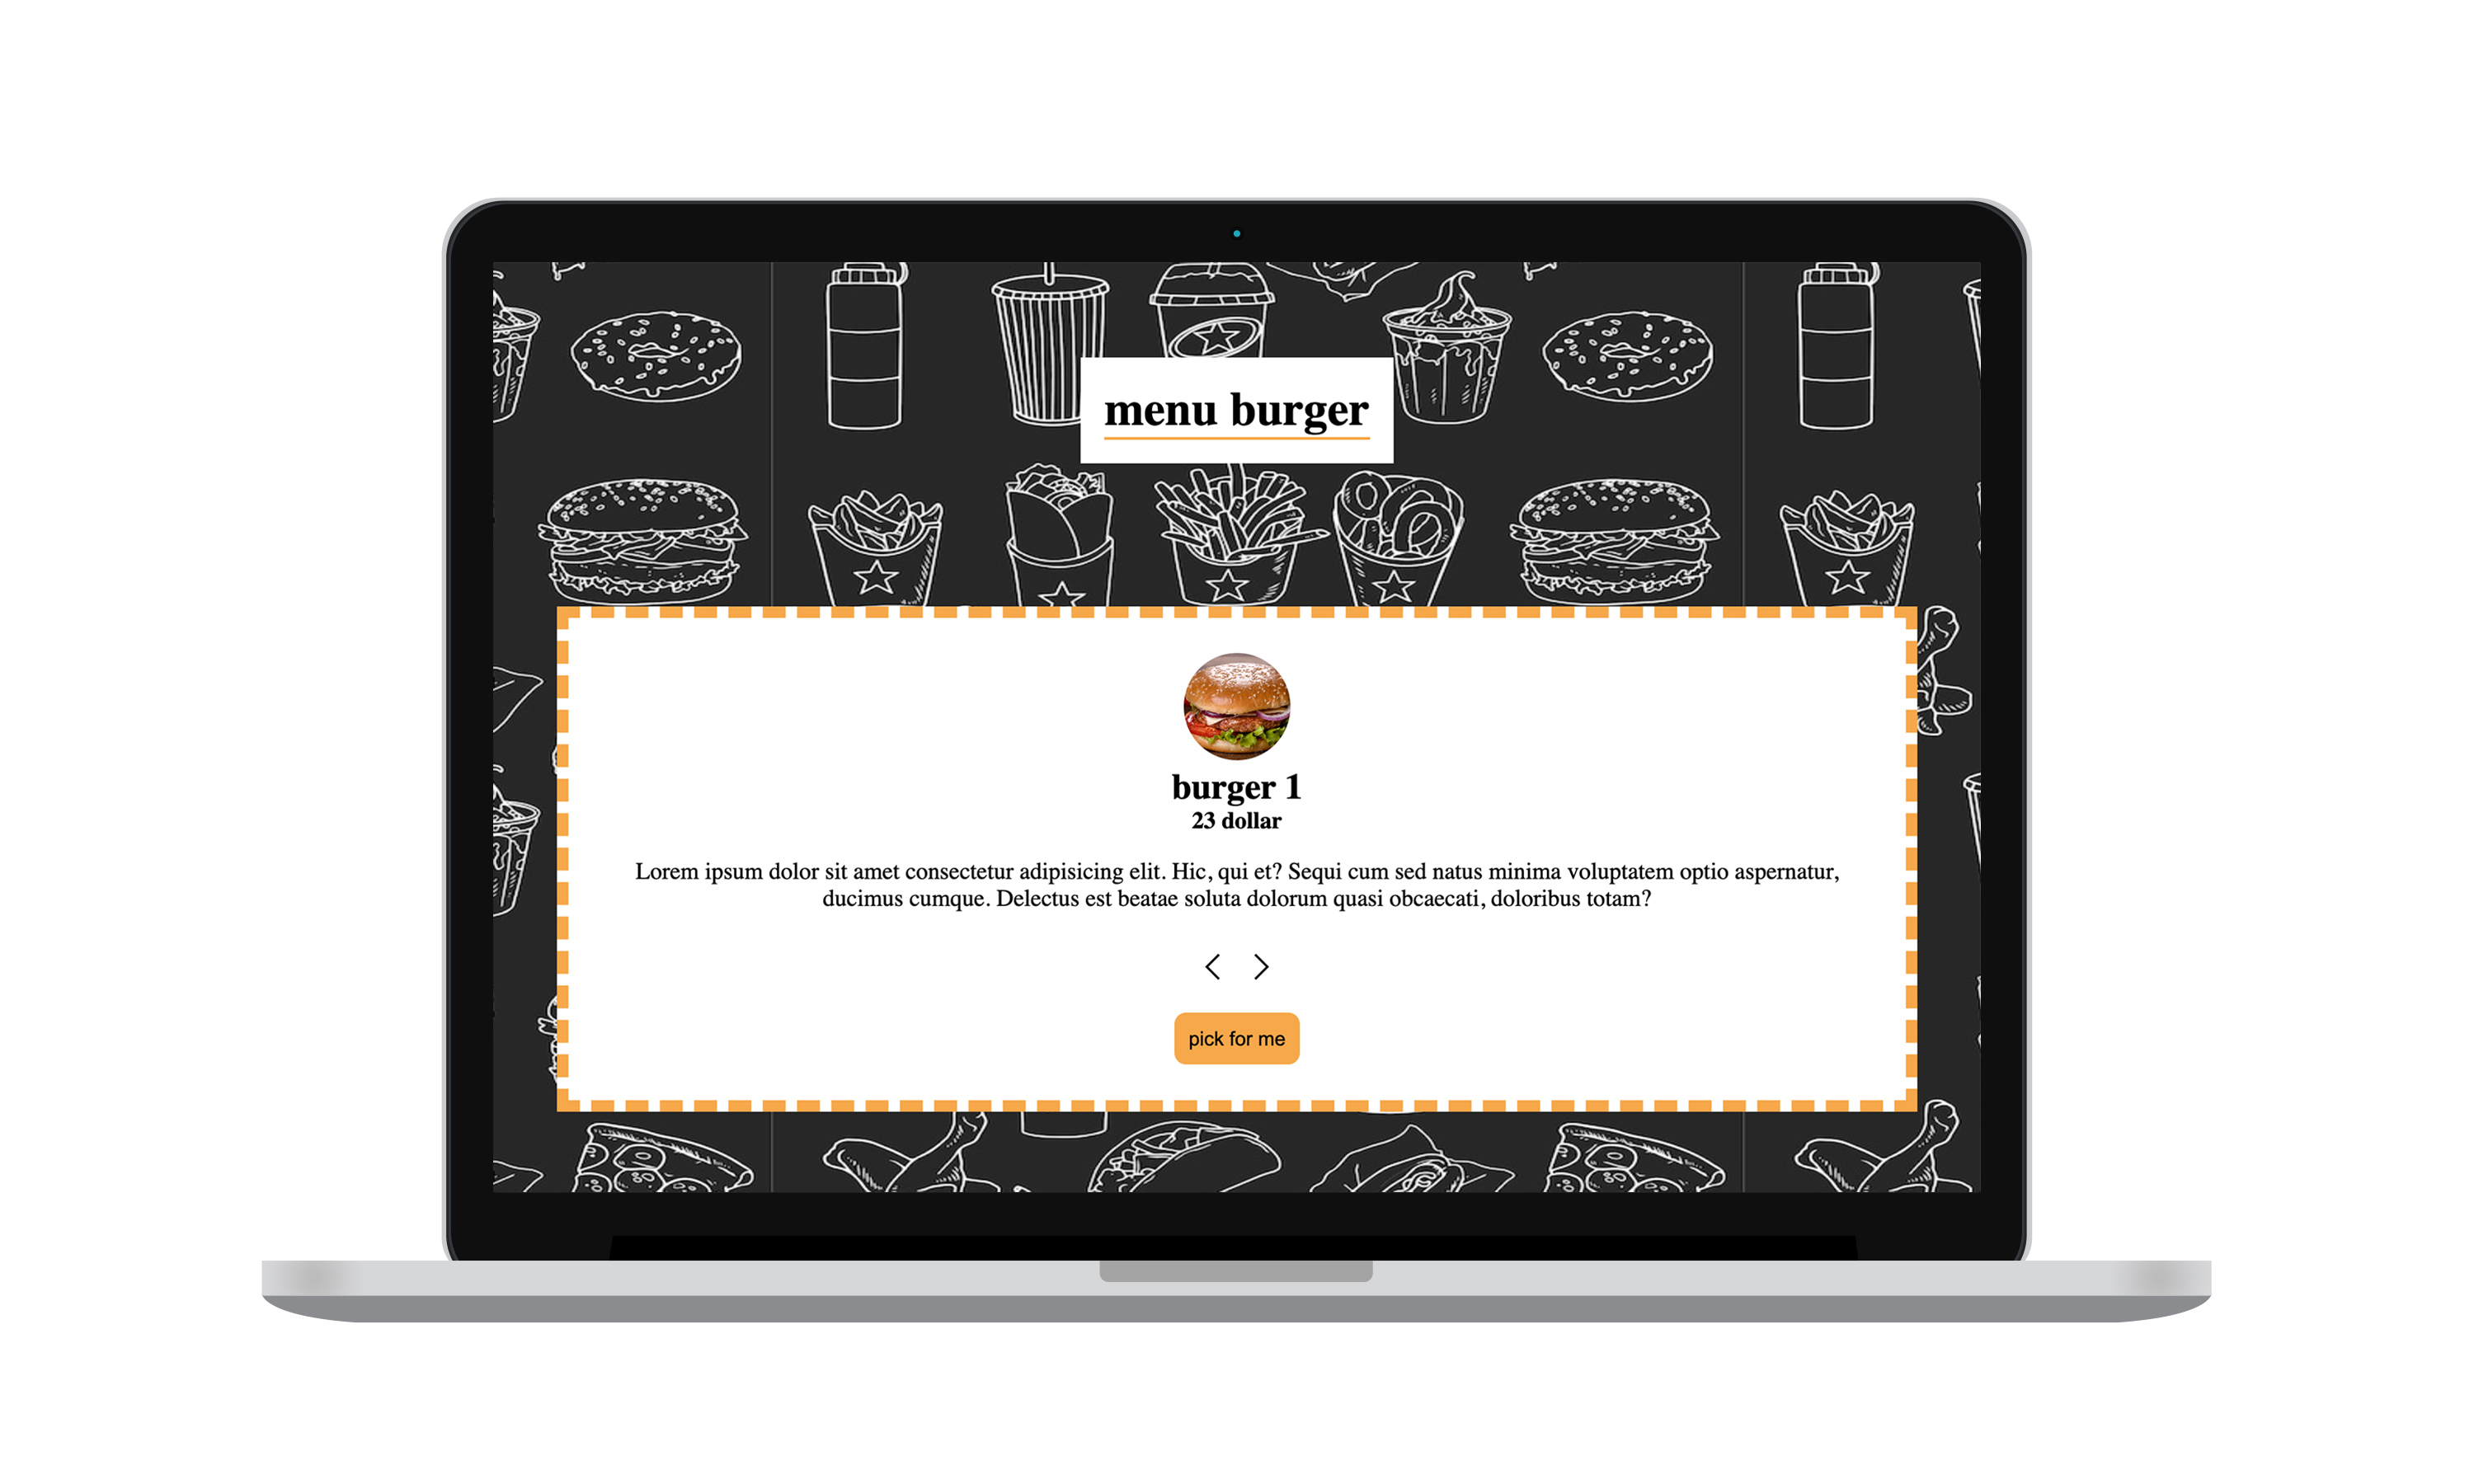 menu burger
burger 1
23 dollar
Lorem ipsum dolor sit amet consectetur adipisicing elit. Hic, qui et? Sequi cum sed natus minima voluptatem optio aspernatur,
ducimus cumque. Delectus est beatae soluta dolorum quasi obcaecati, doloribus totam?
pick for me